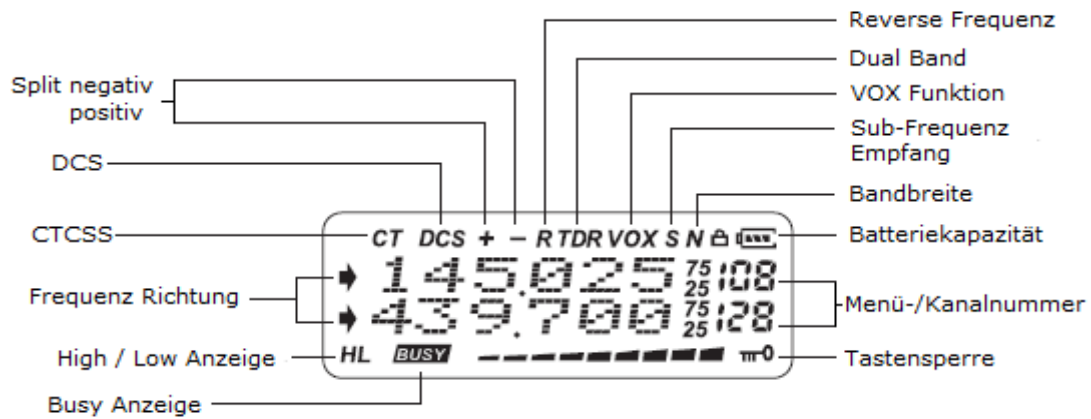 Reverse Frequenz
Dual Band
Split negativ
positiv
VOX Funktion
Sub-Frequenz
Empfang
DCS
Bandbreite
CTCSS
CT DCS + - R TDR VOX S N
Batteriekapazität
145.025 75 25 108
Frequenz Richtung
Menü-/Kanalnummer
439.700 75 25 128
High / Low Anzeige
HL BUSY
Tastensperre
Busy Anzeige